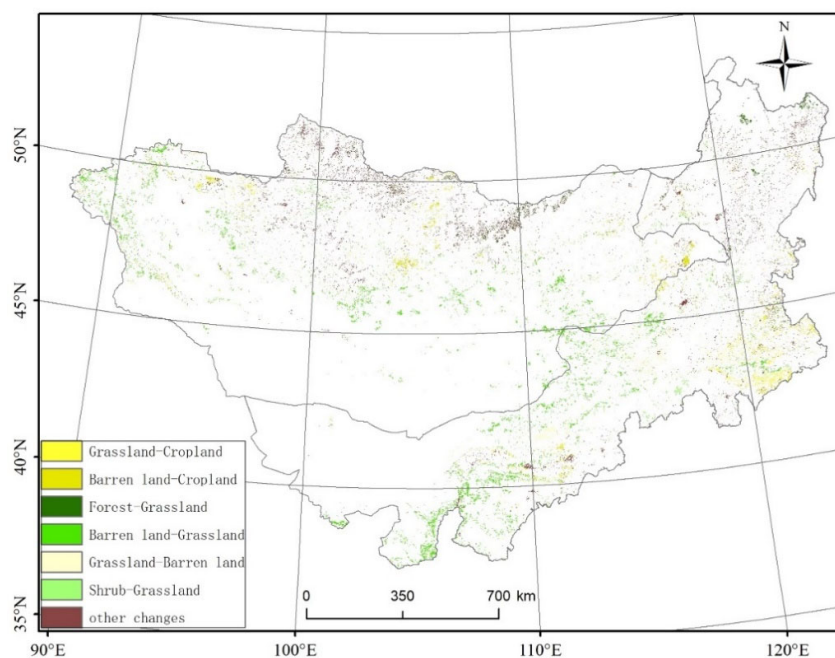 N
50°N
45°N
40°N
35°N
Grassland-Cropland
Barren land-Cropland
Forest-Grassland
Barren land-Grassland
Grassland-Barren land
Shrub-Grassland
other changes
0 350 700 km
90°E 100°E 110°E 120°E